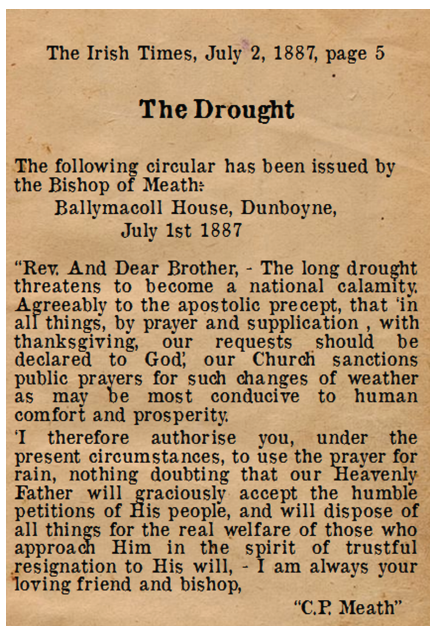 The Irish Times, July 2, 1887, page 5
The Drought
The following circular has been issued by
the Bishop of Meath:
Ballymacoll House, Dunboyne,
July 1st 1887
“Rev. And Dear Brother, - The long drought
threatens to become a national calamity.
Agreeably to the apostolic precept, that ‘in
all things, by prayer and supplication , with
thanksgiving, our requests should be
declared to God’, our Church sanctions
public prayers for such changes of weather
as may be most conducive to human
comfort and prosperity.
‘I therefore authorise you, under the
present circumstances, to use the prayer for
rain, nothing doubting that our Heavenly
Father will graciously accept the humble
petitions of His people, and will dispose of
all things for the real welfare of those who
approach Him in the spirit of trustful
resignation to His will, - I am always your
loving friend and bishop,
“C.P. Meath”